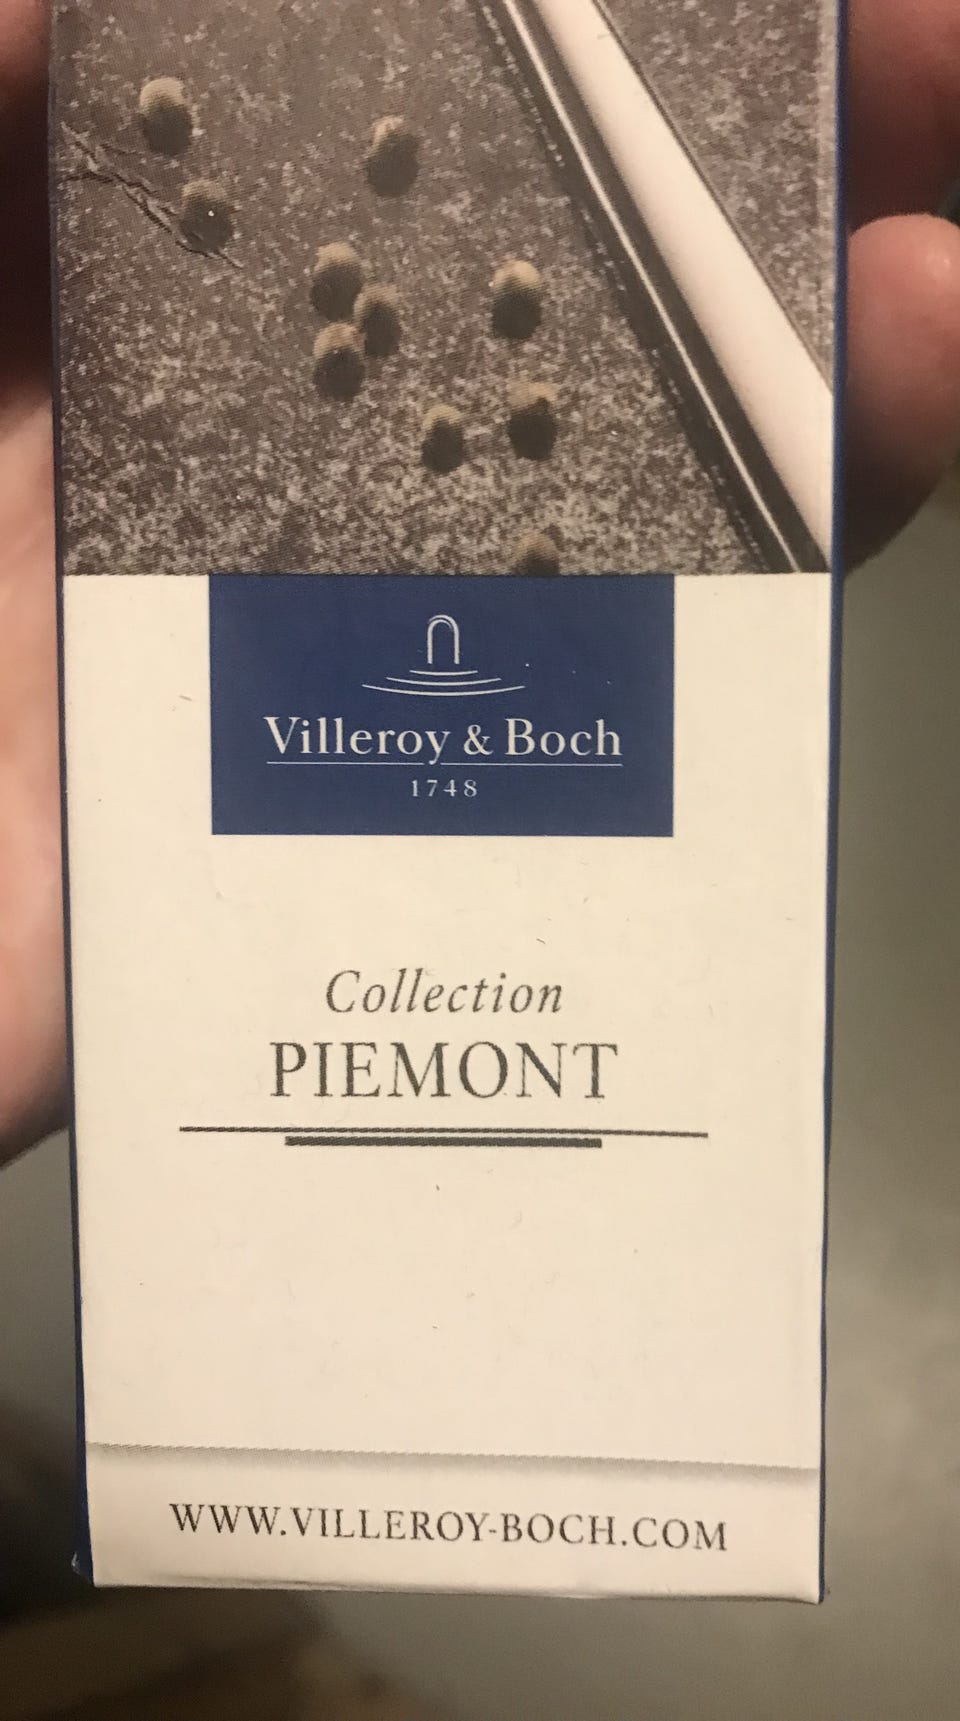 Villeroy & Boch
1748
Collection
PIEMONT
WWW.VILLEROY-BOCH.COM